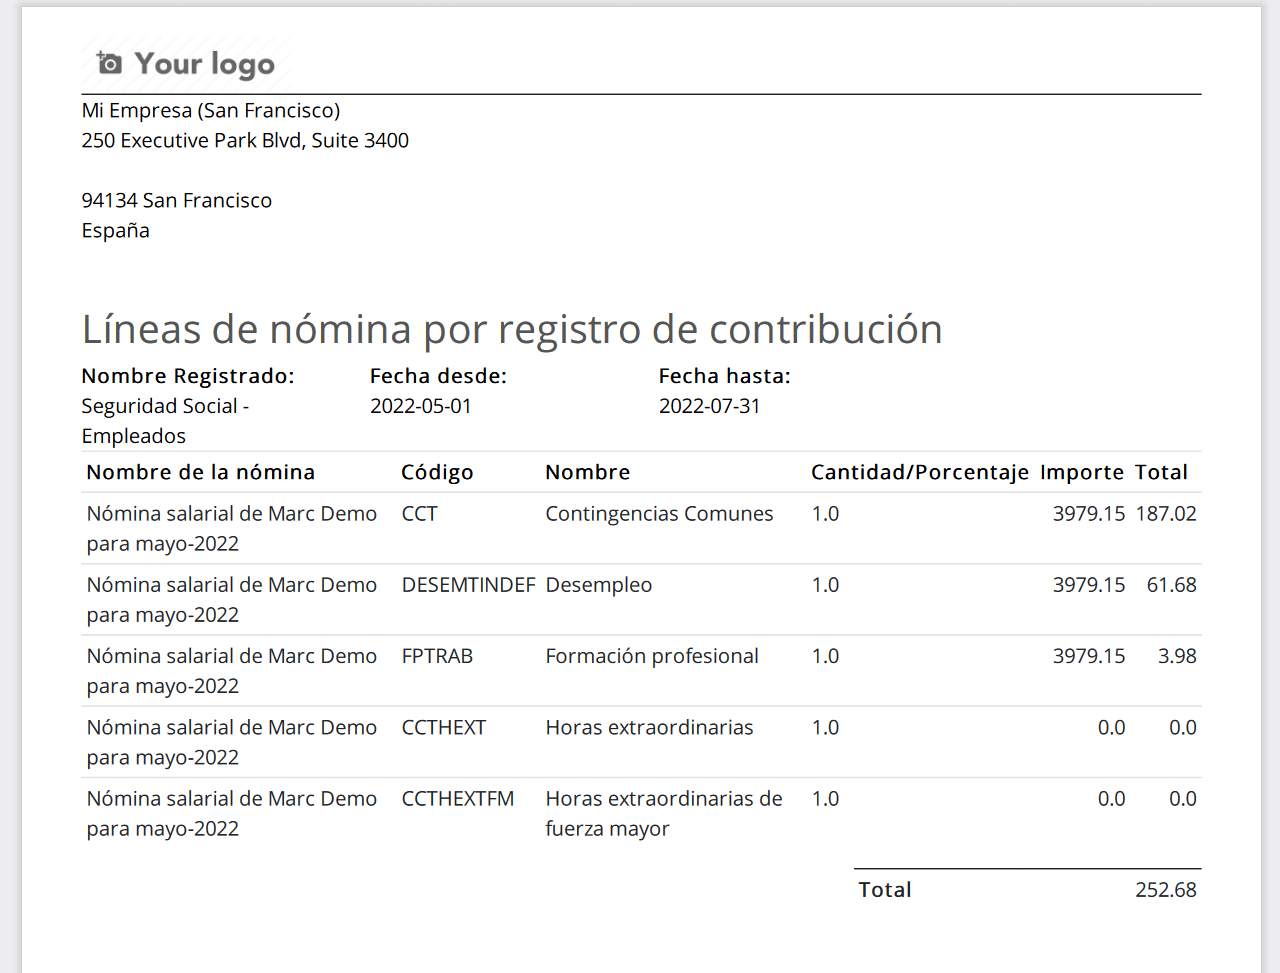 Your logo
Mi Empresa (San Francisco)
250 Executive Park Blvd, Suite 3400
94134 San Francisco
España
Líneas de nómina por registro de contribución
Nombre Registrado: Fecha desde: Fecha hasta:
Seguridad Social - 2022-05-01 2022-07-31
Empleados
Nombre de la nómina Código Nombre Cantidad/Porcentaje Importe Total
Nómina salarial de Marc Demo CCT Contingencias Comunes 1.0 3979.15 187.02
para mayo-2022
Nómina salarial de Marc Demo DESEMTINDEF Desempleo 1.0 3979.15 61.68
para mayo-2022
Nómina salarial de Marc Demo FPTRAB Formación profesional 1.0 3979.15 3.98
para mayo-2022
Nómina salarial de Marc Demo CCTHEXT Horas extraordinarias 1.0 0.0 0.0
para mayo-2022
Nómina salarial de Marc Demo CCTHEXTFM Horas extraordinarias de 1.0 0.0 0.0
para mayo-2022 fuerza mayor
Total 252.68